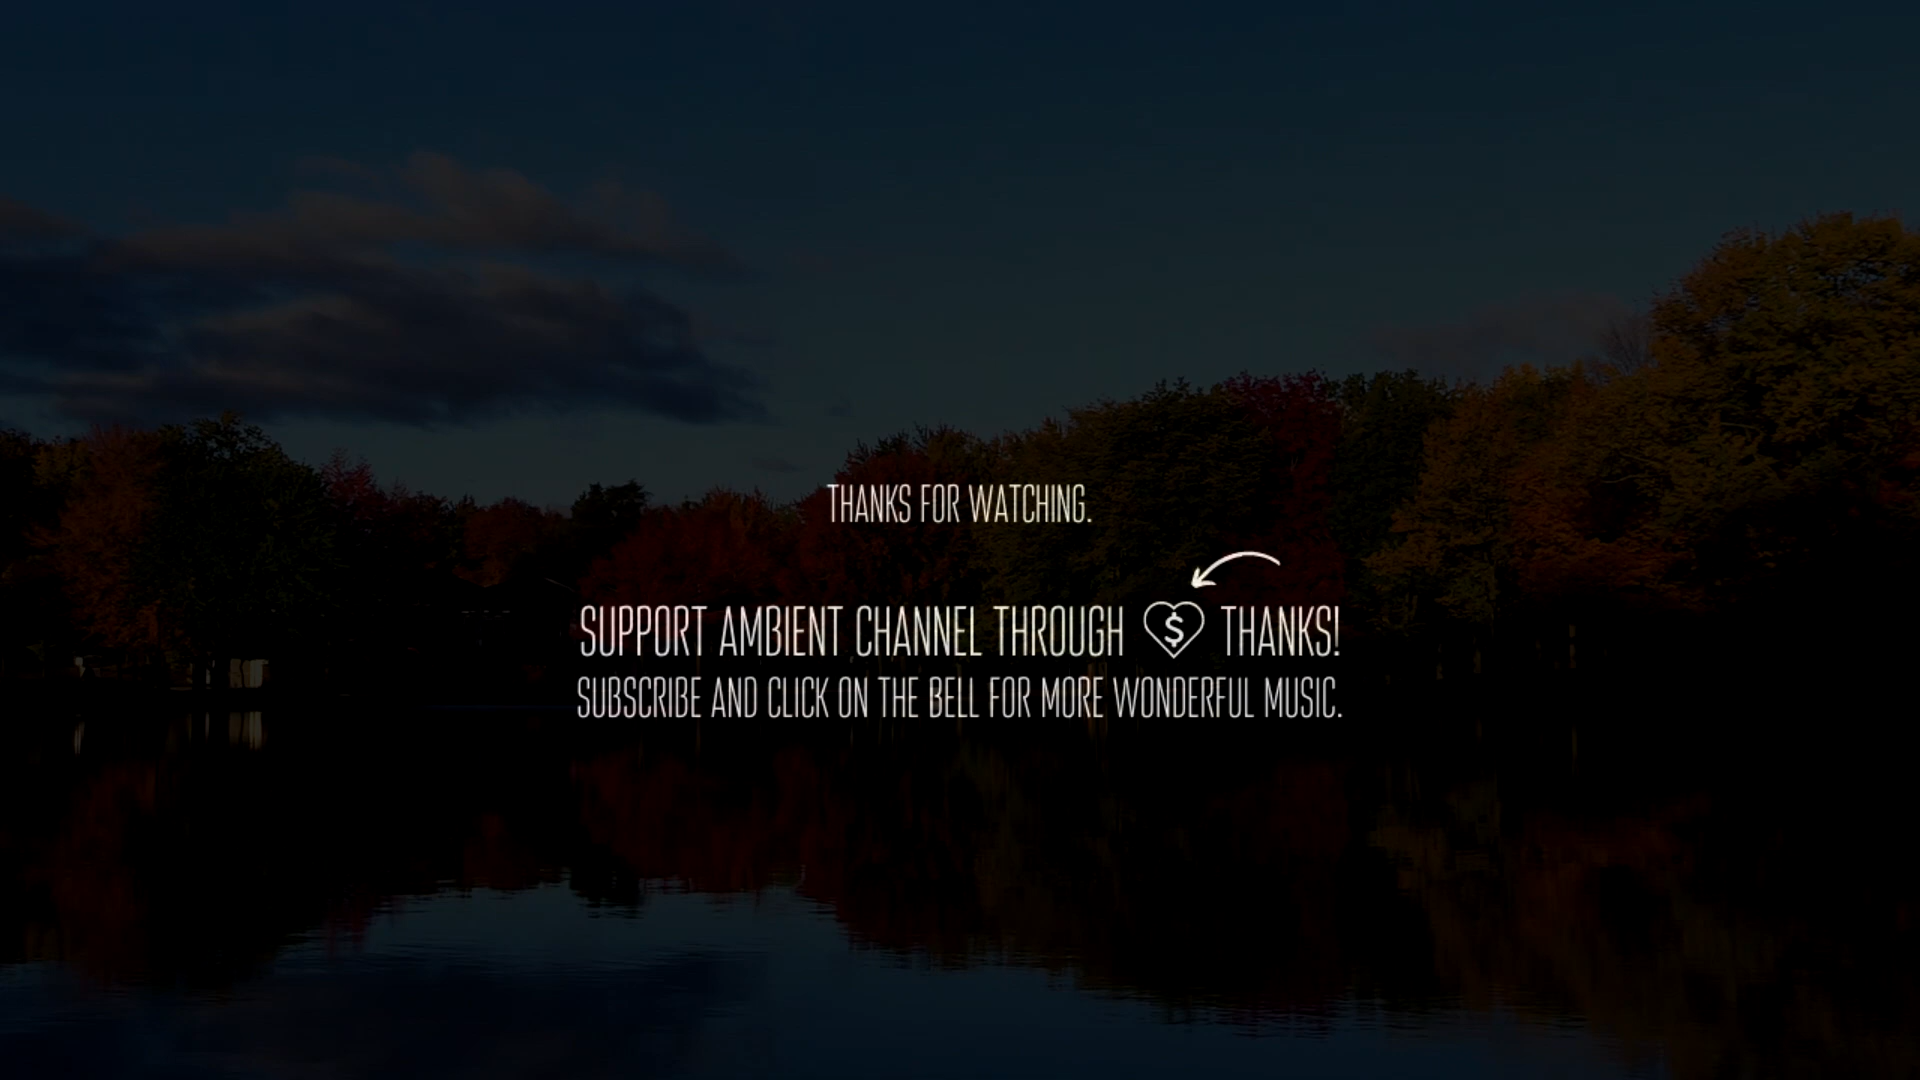 THANKS FOR WATCHING.
SUPPORT AMBIENT CHANNEL THROUGH $ THANKS!
SUBSCRIBE AND CLICK ON THE BELL FOR MORE WONDERFUL MUSIC.